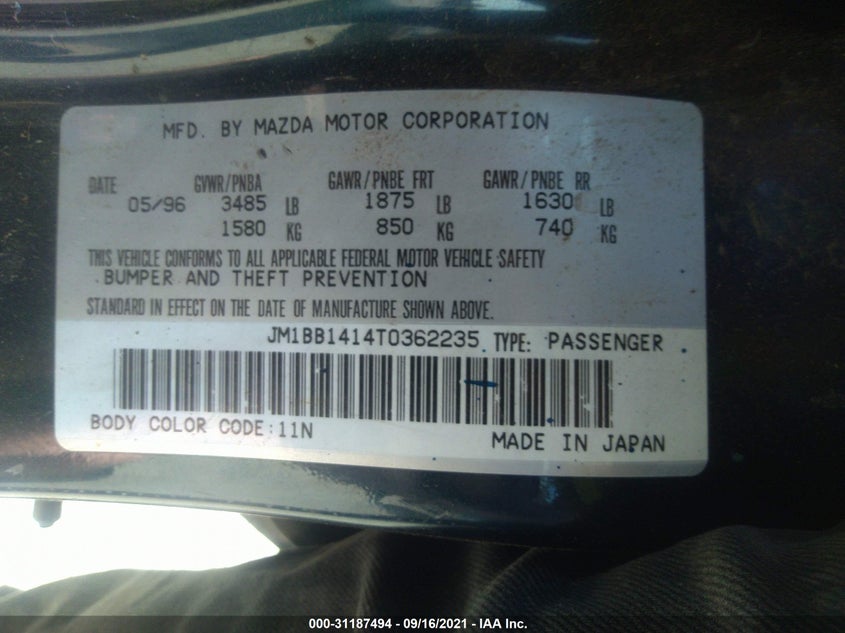 MFD. BY MAZDA MOTOR CORPORATION
DATE GVWR/PNBA GAWR/PNBE FRT GAWR/PNBE RR
05/96 3485 LB 1875 LB 1630 LB
1580 KG 850 KG 740 KG
THIS VEHICLE CONFORMS TO ALL APPLICABLE FEDERAL MOTOR VEHICLE SAFETY
BUMPER AND THEFT PREVENTION
STANDARD IN EFFECT ON THE DATE OF MANUFACTURE SHOWN ABOVE.
JM1BB1414T0362235 TYPE: PASSENGER
BODY COLOR CODE:11N
MADE IN JAPAN
000-31187494 - 09/16/2021 - IAA Inc.